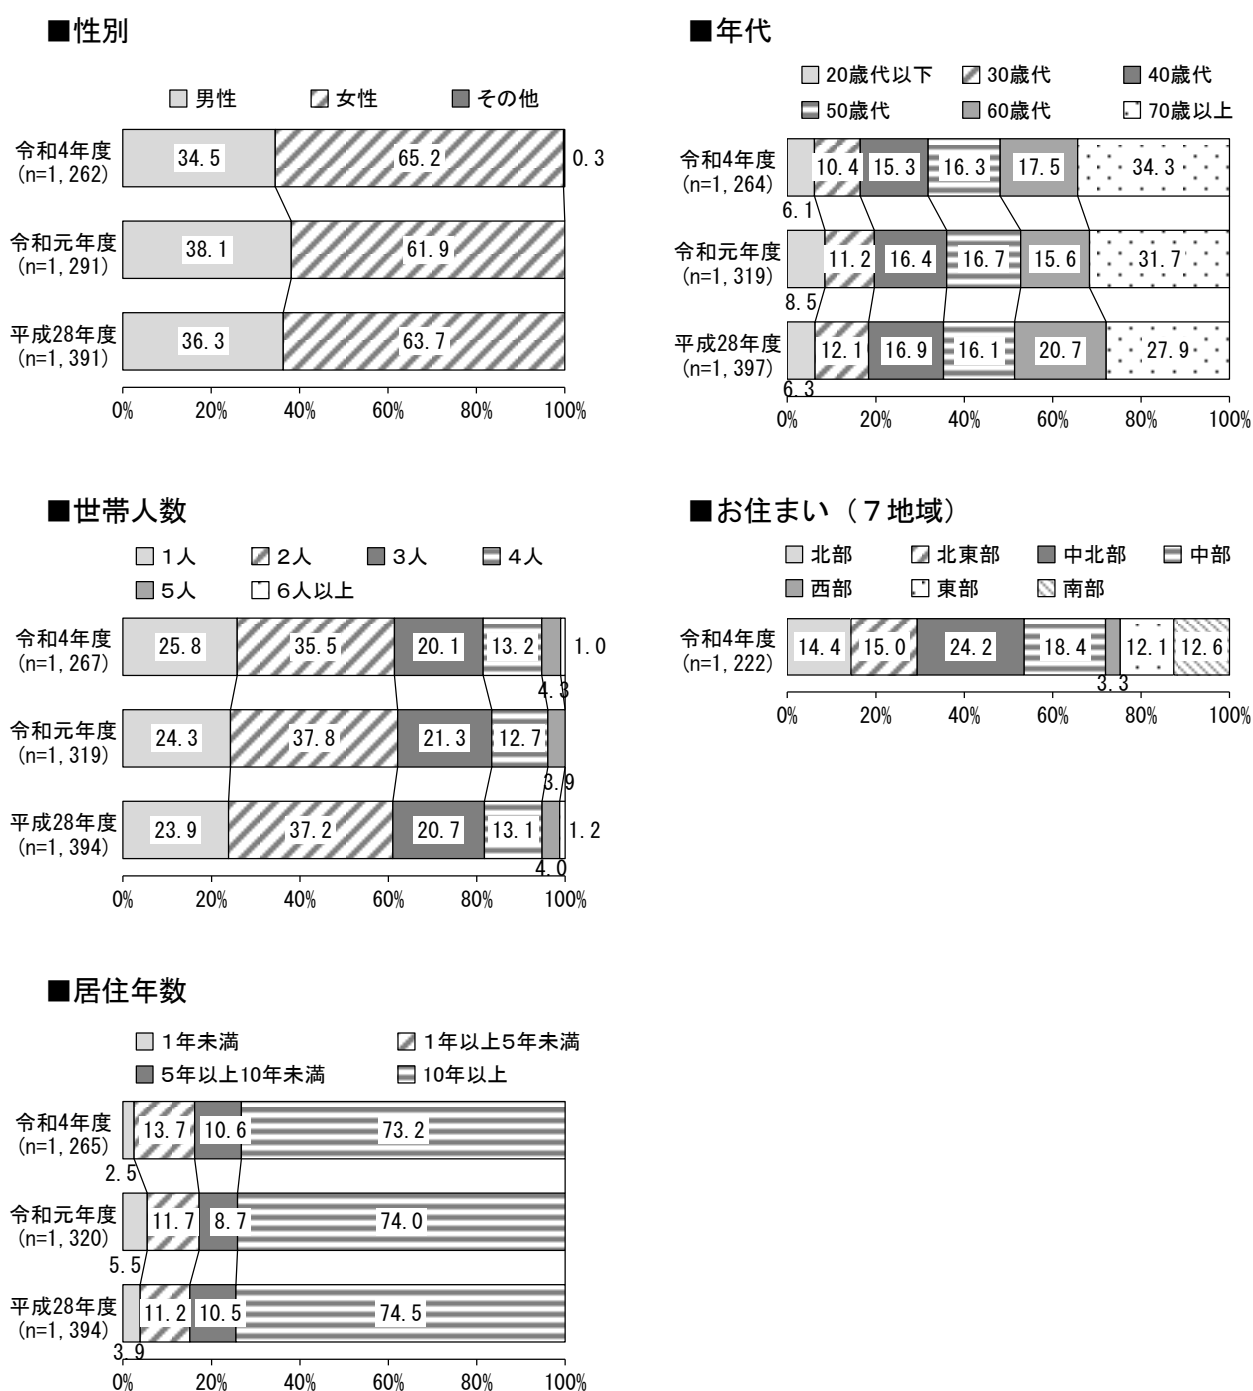 ■性別
男性 女性 その他
令和4年度
(n=1,262)
34.5 65.2 0.3
令和元年度
(n=1,291)
38.1 61.9
平成28年度
(n=1,391)
36.3 63.7
0% 20% 40% 60% 80% 100%
■年代
20歳代以下 30歳代 40歳代
50歳代 60歳代 70歳以上
令和4年度
(n=1,264)
10.4 15.3 16.3 17.5 34.3
6.1
令和元年度
(n=1,319)
11.2 16.4 16.7 15.6 31.7
8.5
平成28年度
(n=1,397)
12.1 16.9 16.1 20.7 27.9
6.3
0% 20% 40% 60% 80% 100%
■世帯人数
1人 2人 3人 4人
5人 6人以上
令和4年度
(n=1,267)
25.8 35.5 20.1 13.2 1.0
4.3
令和元年度
(n=1,319)
24.3 37.8 21.3 12.7
3.9
平成28年度
(n=1,394)
23.9 37.2 20.7 13.1 1.2
4.0
0% 20% 40% 60% 80% 100%
■お住まい（７地域）
北部 北東部 中北部 中部
西部 東部 南部
令和4年度
(n=1,222)
14.4 15.0 24.2 18.4 12.1 12.6
3.3
0% 20% 40% 60% 80% 100%
■居住年数
1年未満 1年以上5年未満
5年以上10年未満 10年以上
令和4年度
(n=1,265)
13.7 10.6 73.2
2.5
令和元年度
(n=1,320)
11.7 8.7 74.0
5.5
平成28年度
(n=1,394)
11.2 10.5 74.5
3.9
0% 20% 40% 60% 80% 100%